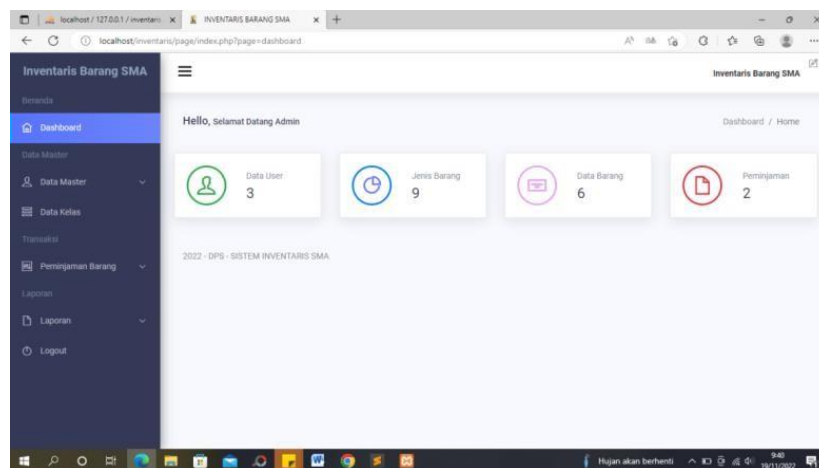 localhost / 127.0.0.1 / inventaris
INVENTARIS BARANG SMA
localhost/inventaris/page/index.php?page=dashboard
Inventaris Barang SMA
Inventaris Barang SMA
Beranda
Dashboard
Data Master
Data Master
Data Kelas
Transaksi
Peminjaman Barang
Laporan
Laporan
Logout
Hello, Selamat Datang Admin
Dashboard / Home
Data User
3
Jenis Barang
9
Data Barang
6
Peminjaman
2
2022 - DPS - SISTEM INVENTARIS SMA
Hujan akan berhenti
9:40
19/11/2022